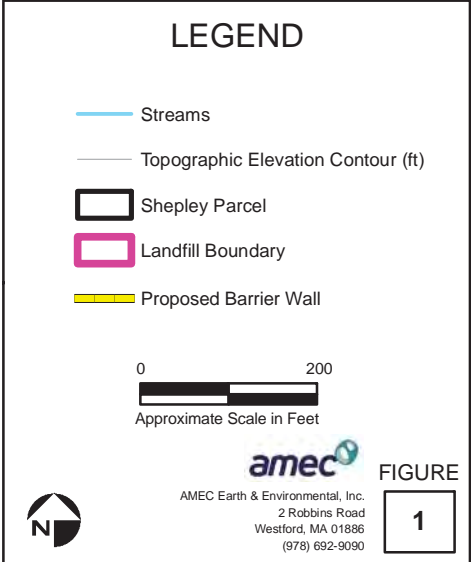 LEGEND
Streams
Topographic Elevation Contour (ft)
Shepley Parcel
Landfill Boundary
Proposed Barrier Wall
0 200
Approximate Scale in Feet
amec
FIGURE
AMEC Earth & Environmental, Inc.
2 Robbins Road
Westford, MA 01886
(978) 692-9090
1
N